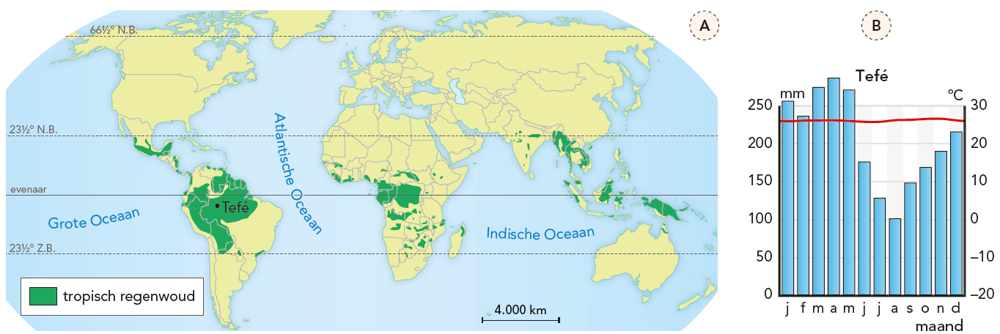 A
B
66½° N.B.
23½° N.B.
Atlantische Oceaan
evenaar
Tefé
Grote Oceaan
Indische Oceaan
23½° Z.B.
tropisch regenwoud
4.000 km
Tefé
mm
°C
250
200
150
100
50
0
30
20
10
0
–10
–20
j f m a m j j a s o n d
maand